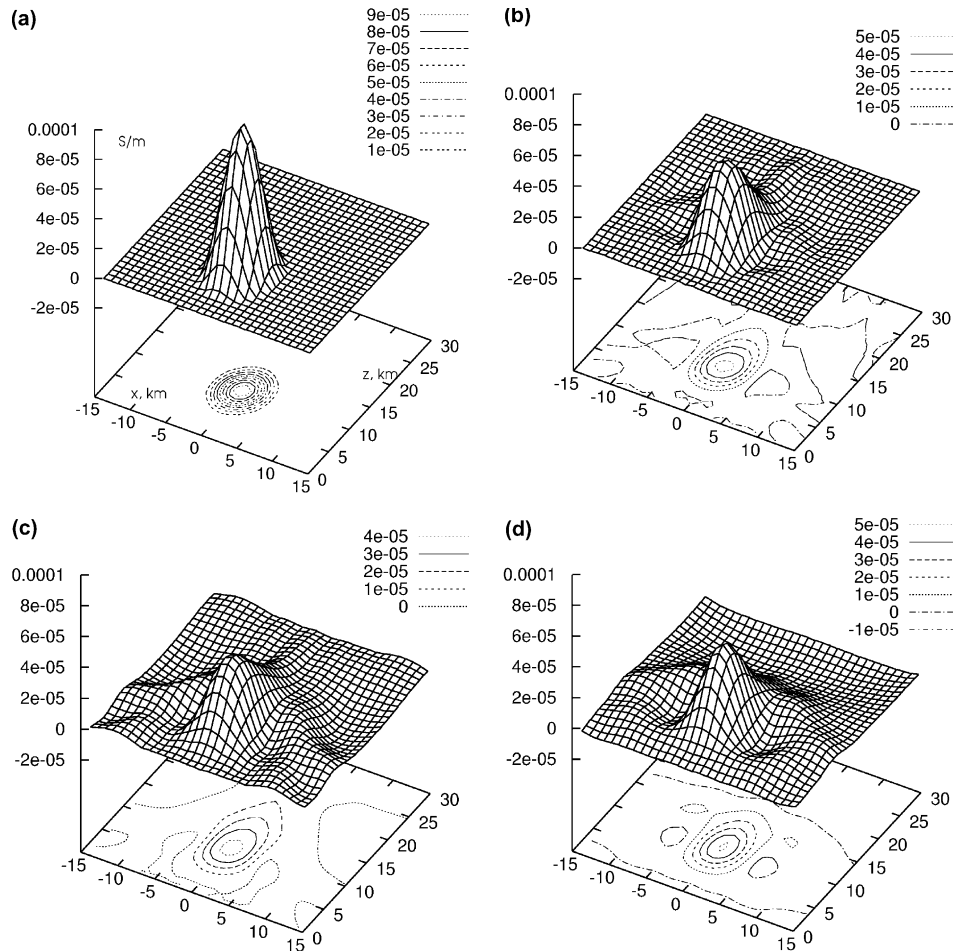 (a)
9e-05
8e-05
7e-05
6e-05
5e-05
4e-05
3e-05
2e-05
1e-05
0.0001
8e-05
6e-05
4e-05
2e-05
0
-2e-05
S/m
x, km
z, km
-15
-10
-5
0
5
10
15
0
5
10
15
20
25
30
(b)
5e-05
4e-05
3e-05
2e-05
1e-05
0
0.0001
8e-05
6e-05
4e-05
2e-05
0
-2e-05
-15
-10
-5
0
5
10
15
0
5
10
15
20
25
30
(c)
4e-05
3e-05
2e-05
1e-05
0
0.0001
8e-05
6e-05
4e-05
2e-05
0
-2e-05
-15
-10
-5
0
5
10
15
0
5
10
15
20
25
30
(d)
5e-05
4e-05
3e-05
2e-05
1e-05
0
-1e-05
0.0001
8e-05
6e-05
4e-05
2e-05
0
-2e-05
-15
-10
-5
0
5
10
15
0
5
10
15
20
25
30